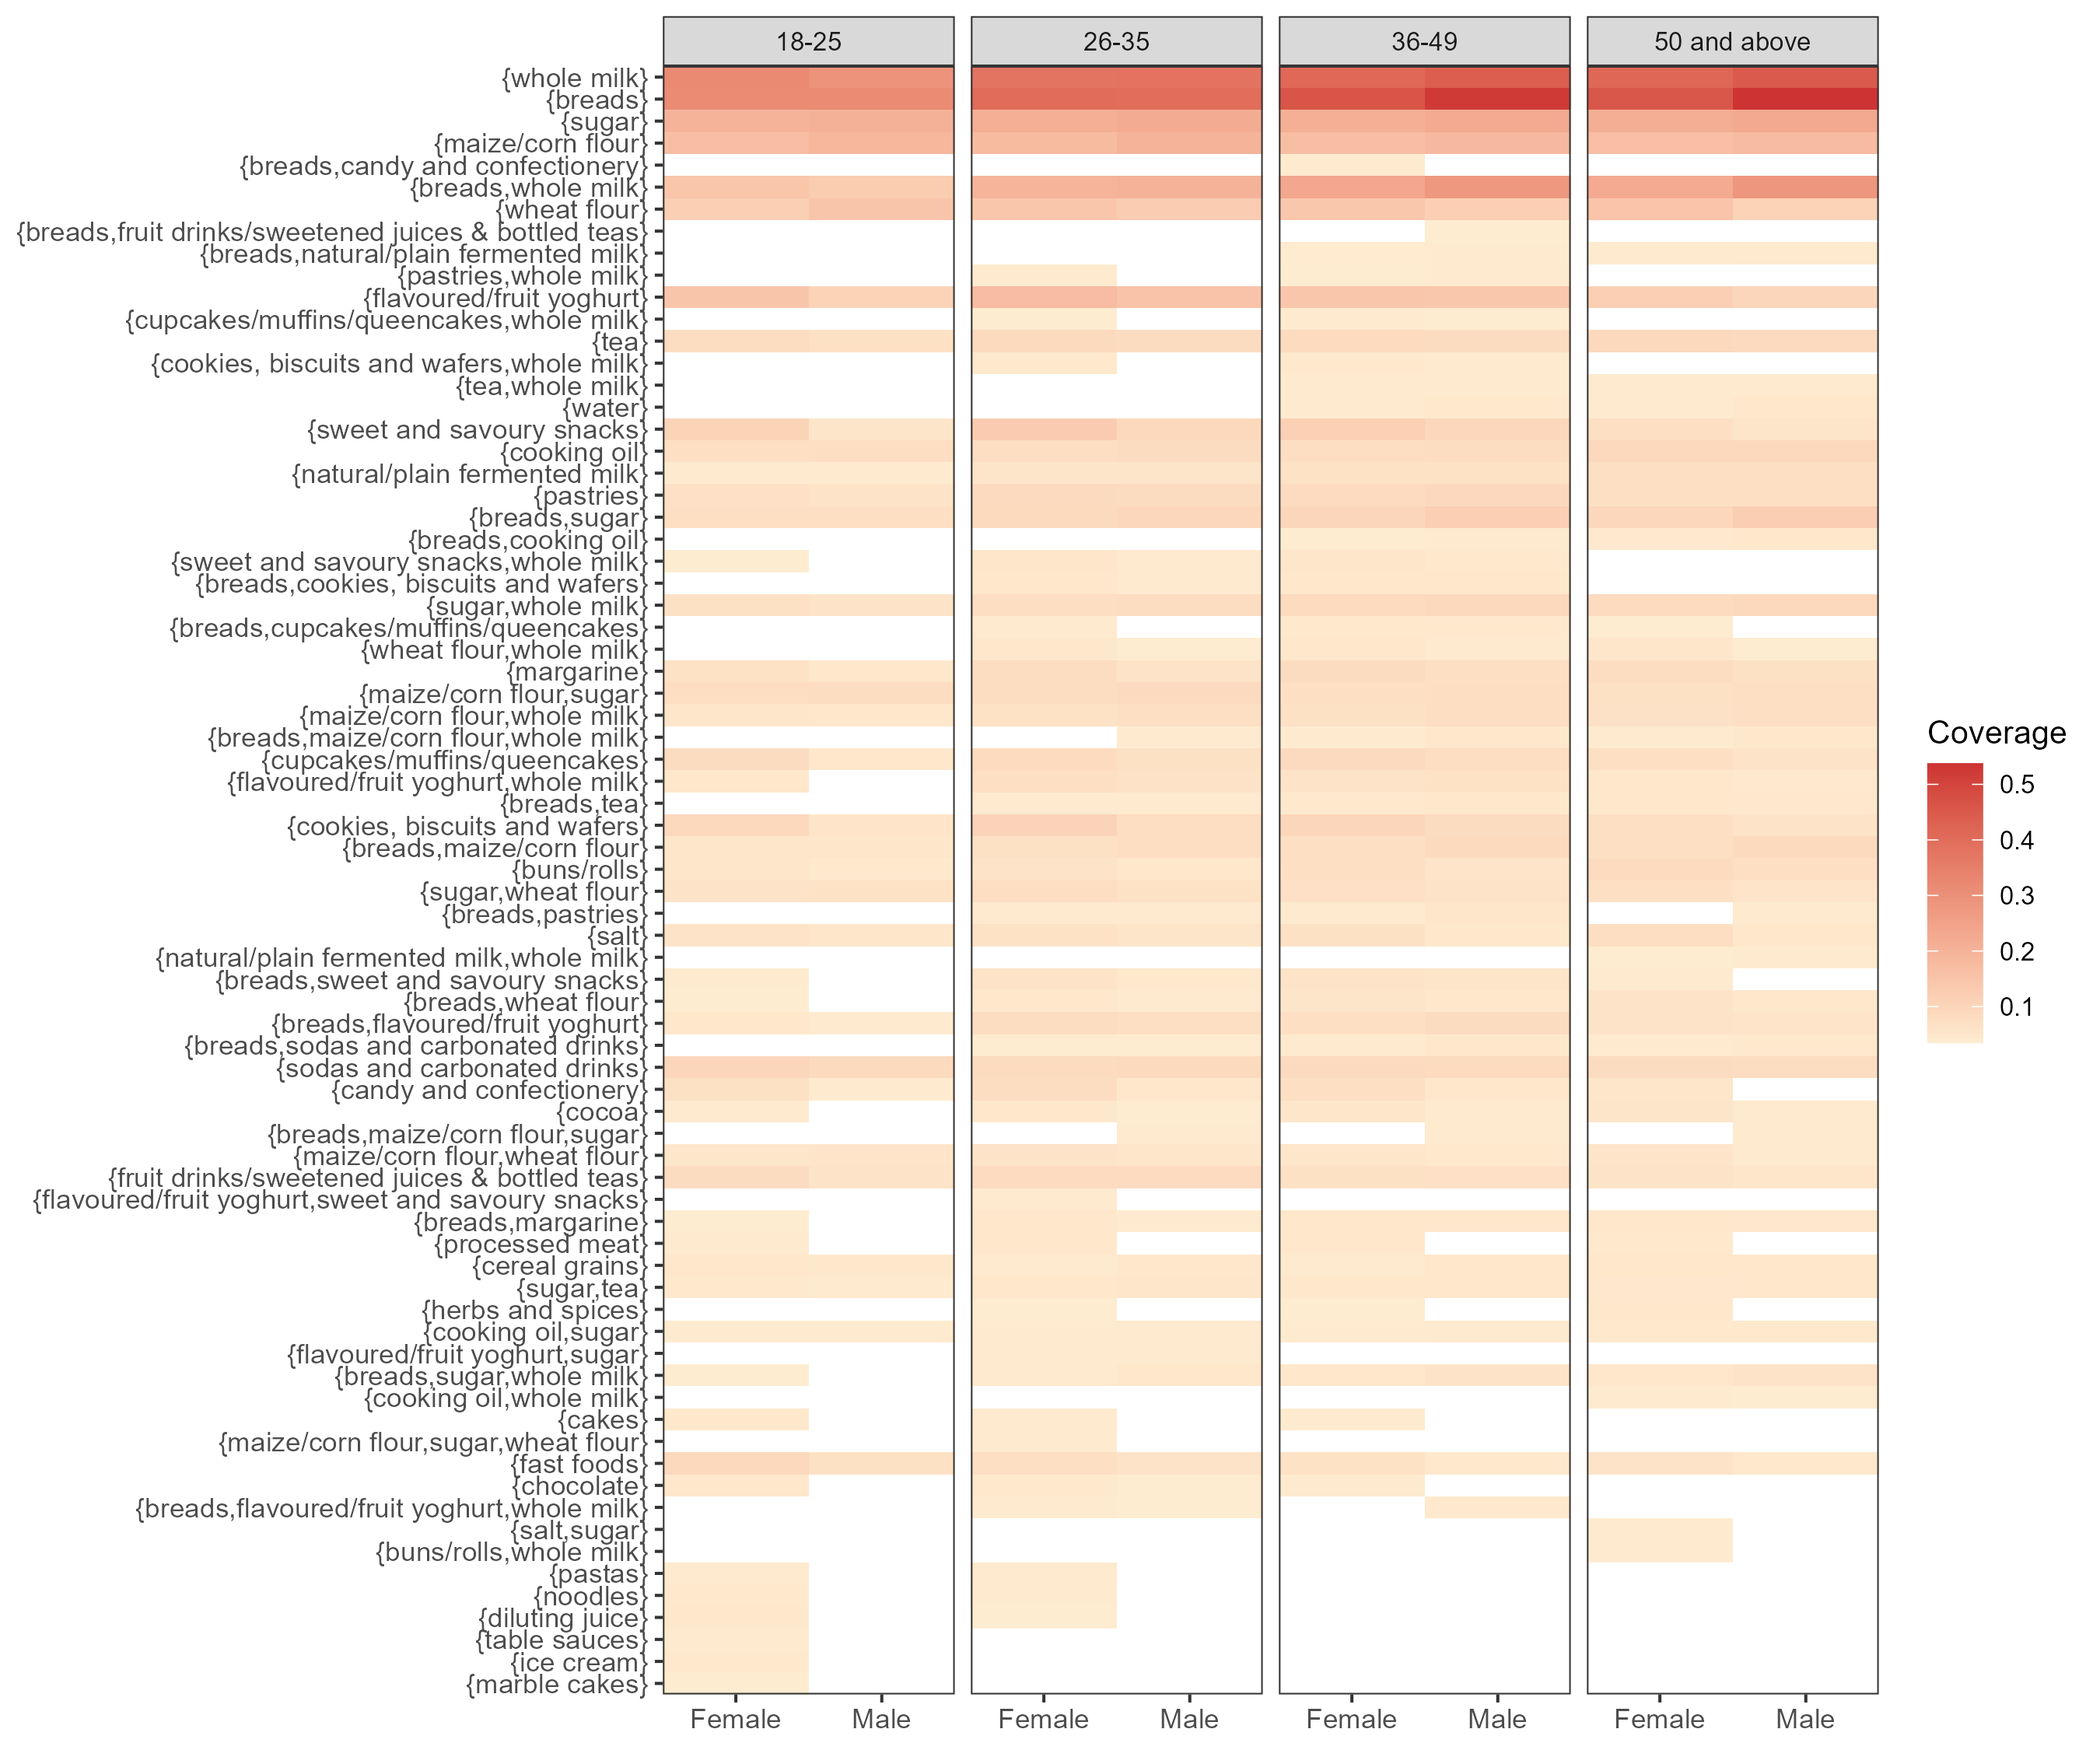 18-25 26-35 36-49 50 and above
{whole milk}
{breads}
{sugar}
{maize/corn flour}
{breads,candy and confectionery}
{breads,whole milk}
{wheat flour}
{breads,fruit drinks/sweetened juices & bottled teas}
{breads,natural/plain fermented milk}
{pastries,whole milk}
{flavoured/fruit yoghurt}
{cupcakes/muffins/queencakes,whole milk}
{tea}
{cookies, biscuits and wafers,whole milk}
{tea,whole milk}
{water}
{sweet and savoury snacks}
{cooking oil}
{natural/plain fermented milk}
{pastries}
{breads,sugar}
{breads,cooking oil}
{sweet and savoury snacks,whole milk}
{breads,cookies, biscuits and wafers}
{sugar,whole milk}
{breads,cupcakes/muffins/queencakes}
{wheat flour,whole milk}
{margarine}
{maize/corn flour,sugar}
{maize/corn flour,whole milk}
{breads,maize/corn flour,whole milk}
{cupcakes/muffins/queencakes}
{flavoured/fruit yoghurt,whole milk}
{breads,tea}
{cookies, biscuits and wafers}
{breads,maize/corn flour}
{buns/rolls}
{sugar,wheat flour}
{breads,pastries}
{salt}
{natural/plain fermented milk,whole milk}
{breads,sweet and savoury snacks}
{breads,wheat flour}
{breads,flavoured/fruit yoghurt}
{breads,sodas and carbonated drinks}
{sodas and carbonated drinks}
{candy and confectionery}
{cocoa}
{breads,maize/corn flour,sugar}
{maize/corn flour,wheat flour}
{fruit drinks/sweetened juices & bottled teas}
{flavoured/fruit yoghurt,sweet and savoury snacks}
{breads,margarine}
{processed meat}
{cereal grains}
{sugar,tea}
{herbs and spices}
{cooking oil,sugar}
{flavoured/fruit yoghurt,sugar}
{breads,sugar,whole milk}
{cooking oil,whole milk}
{cakes}
{maize/corn flour,sugar,wheat flour}
{fast foods}
{chocolate}
{breads,flavoured/fruit yoghurt,whole milk}
{salt,sugar}
{buns/rolls,whole milk}
{pastas}
{noodles}
{diluting juice}
{table sauces}
{ice cream}
{marble cakes}
Female Male Female Male Female Male Female Male
Coverage
0.5
0.4
0.3
0.2
0.1